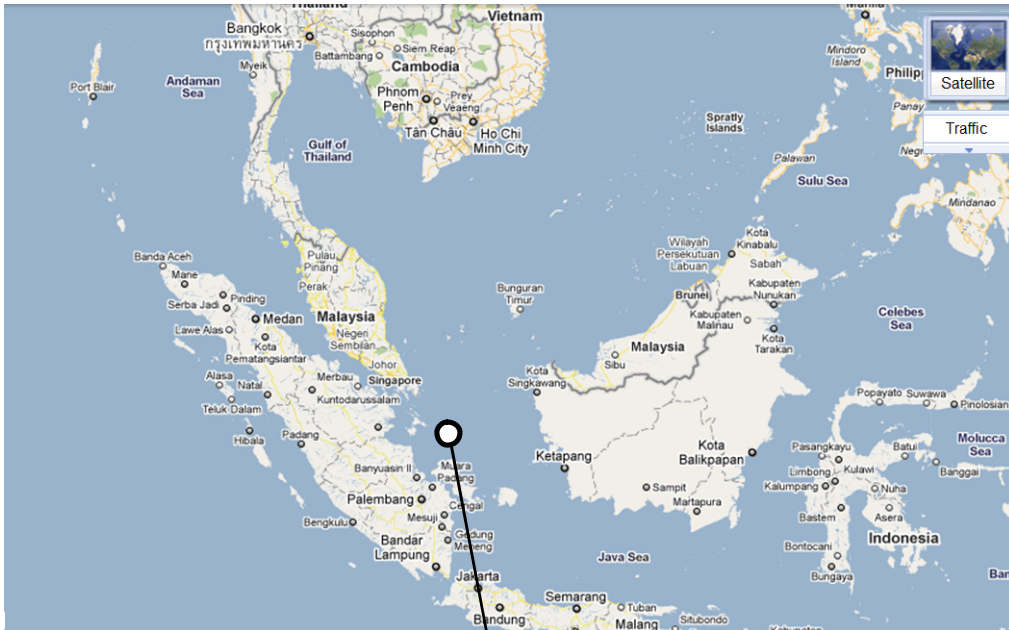 Thailand
Vietnam
Manila
Bangkok
กรุงเทพมหานคร
Sisophon
Siem Reap
Battambang
Cambodia
Myeik
Andaman
Sea
Port Blair
Phnom
Penh
Prey
Veaeng
Tân Châu
Ho Chi
Minh City
Gulf of
Thailand
Mindoro
Island
Philipp
Satellite
Panay
Traffic
Negr
Spratly
Islands
Palawan
Sulu Sea
Mindanao
Banda Aceh
Mane
Pinding
Serba Jadi
Lawe Alas
Medan
Kota
Pematangsiantar
Pulau
Pinang
Perak
Malaysia
Negeri
Sembilan
Johor
Singapore
Bunguran
Timur
Wilayah
Persekutuan
Labuan
Kota
Kinabalu
Sabah
Kabupaten
Nunukan
Brunei
Kabupaten
Malinau
Kota
Tarakan
Malaysia
Sibu
Celebes
Sea
Alasa
Natal
Teluk Dalam
Merbau
Kuntodarussalam
Hibala
Padang
Kota
Singkawang
Ketapang
Kota
Balikpapan
Sampit
Martapura
Popayato
Suwawa
Pinolosian
Molucca
Sea
Pasangkayu
Batui
Limbong
Kulawi
Banggai
Kalumpang
Nuha
Bastem
Asera
Indonesia
Bontocani
Bungaya
Banyuasin II
Muara
Padang
Palembang
Cengal
Mesuji
Bengkulu
Gedung
Meneng
Bandar
Lampung
Java Sea
Ban
Jakarta
Semarang
Tuban
Bandung
Malang
Situbondo
Kabupaten